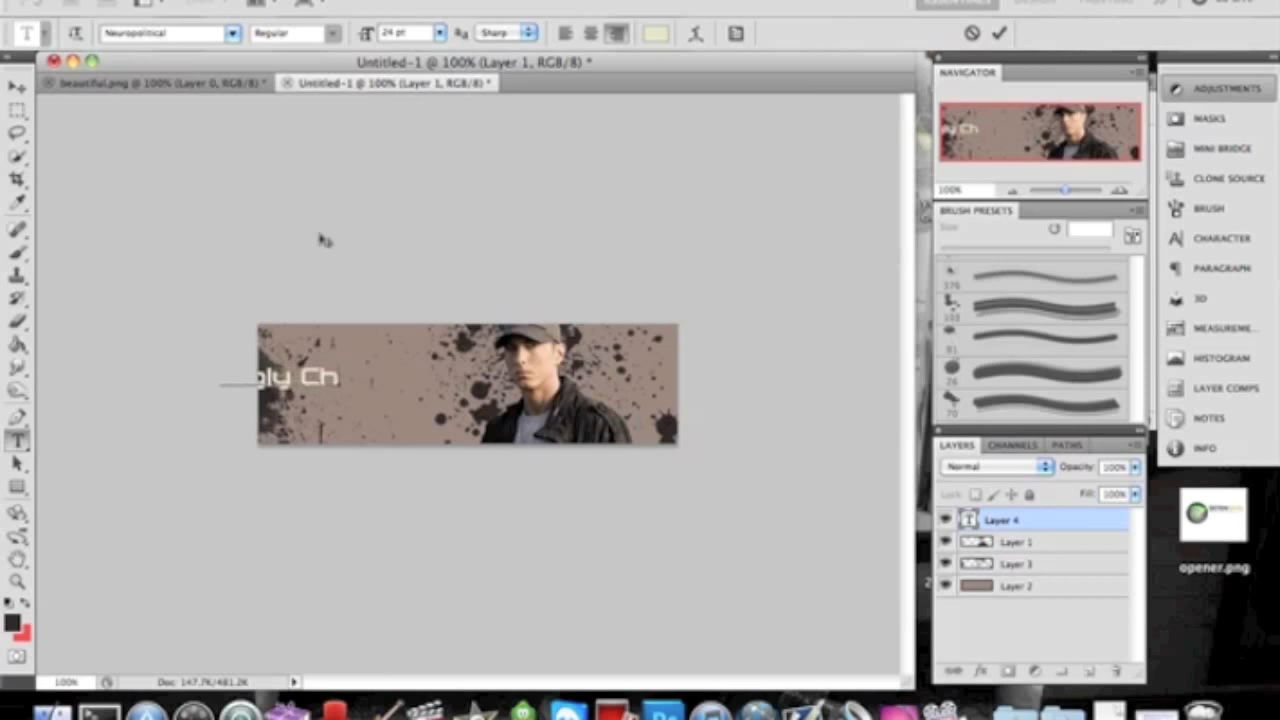 T Neuropolitical Regular 24 pt Sharp
Untitled-1 @ 100% (Layer 1, RGB/8) *
beautiful.png @ 100% (Layer 0, RGB/8) * Untitled-1 @ 100% (Layer 1, RGB/8) *
NAVIGATOR
ly Ch
100%
BRUSH PRESETS
Size
376
103
81
26
70
ADJUSTMENTS
MASKS
MINI BRIDGE
CLONE SOURCE
BRUSH
CHARACTER
PARAGRAPH
3D
MEASUREME...
HISTOGRAM
LAYER COMPS
NOTES
INFO
gly Ch
LAYERS CHANNELS PATHS
Normal Opacity: 100%
Lock: Fill: 100%
Layer 4
Layer 1
Layer 3
Layer 2
opener.png
100% Doc: 147.7K/481.2K